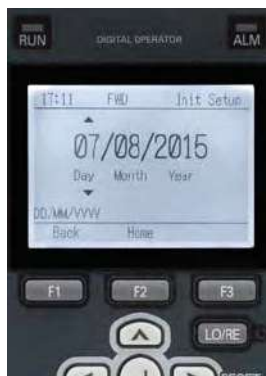 RUN DIGITAL OPERATOR ALM
17:11 FWD Init Setup
07/08/2015
Day Month Year
DD/MM/YYYY
Back Home
F1 F2 F3
LO/RE
RESET